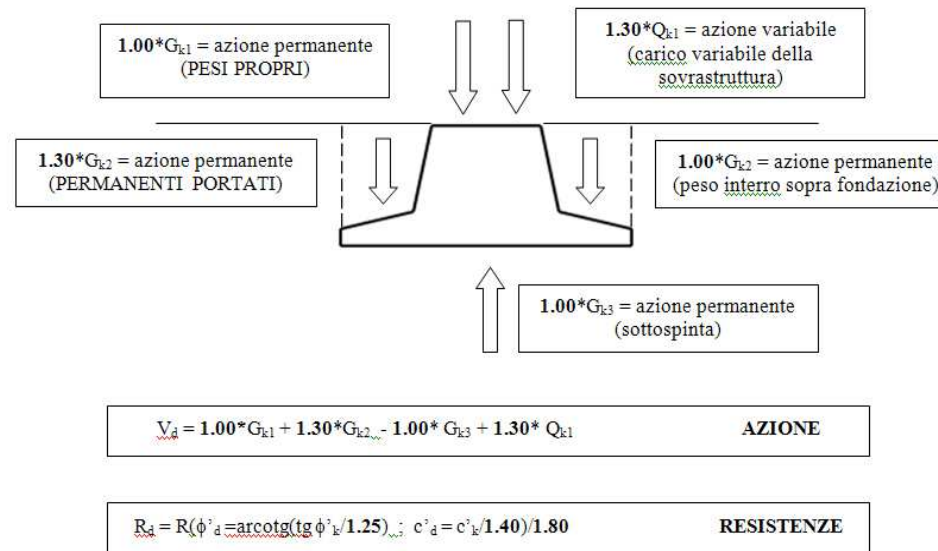 1.00*Gk1 = azione permanente
(PESI PROPRI)
1.30*Qk1 = azione variabile
(carico variabile della
sovrastruttura)
1.30*Gk2 = azione permanente
(PERMANENTI PORTATI)
1.00*Gk2 = azione permanente
(peso interro sopra fondazione)
1.00*Gk3 = azione permanente
(sottospinta)
Vd = 1.00*Gk1 + 1.30*Gk2 - 1.00* Gk3 + 1.30* Qk1 AZIONE
Rd = R(ϕ'd =arcotg(tg ϕ'k/1.25) ; c'd = c'k/1.40)/1.80 RESISTENZE